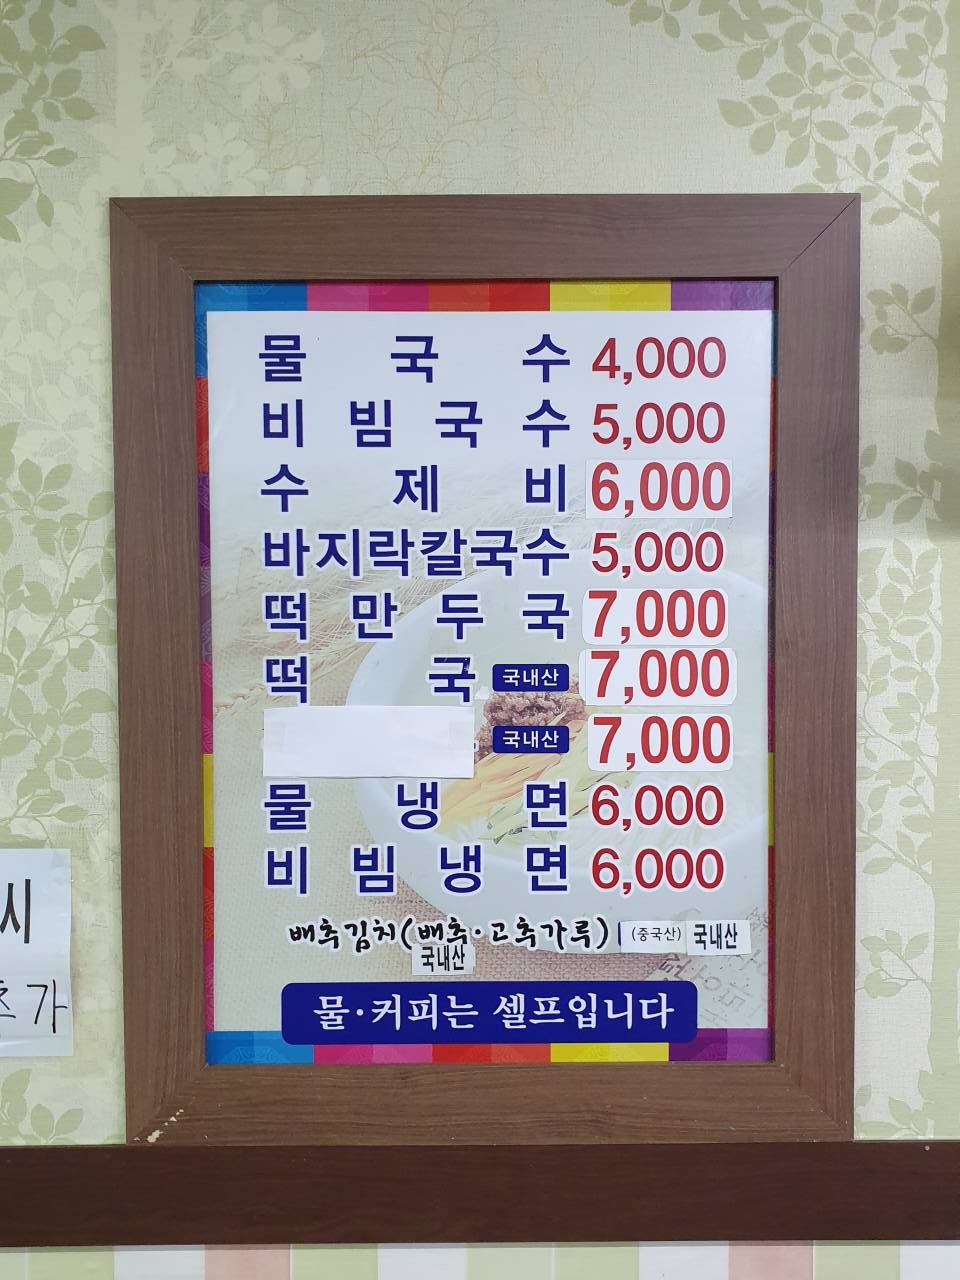 물국수 4,000
비빔국수 5,000
수제비 6,000
바지락칼국수 5,000
떡만두국 7,000
떡국 국내산 7,000
국내산 7,000
물냉면 6,000
비빔냉면 6,000
배추김치(배추·고추가루) (중국산) 국내산
국내산
물·커피는 셀프입니다
시
추가